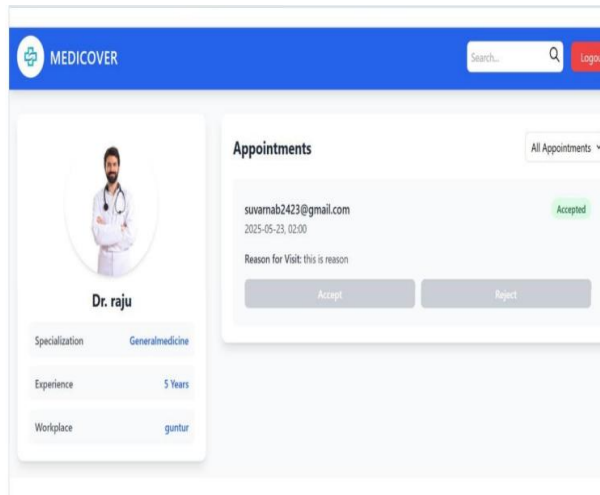 MEDICOVER
Search...
Logou
Appointments
All Appointments
suvarnab2423@gmail.com
Accepted
2025-05-23, 02:00
Reason for Visit: this is reason
Accept
Reject
Dr. raju
Specialization Generalmedicine
Experience 5 Years
Workplace guntur